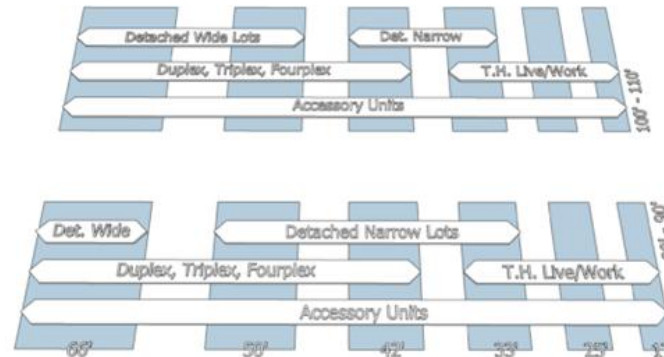 Detached Wide Lots Det. Narrow
Duplex, Triplex, Fourplex T.H. Live/Work
Accessory Units
100' - 110'
Det. Wide Detached Narrow Lots
Duplex, Triplex, Fourplex T.H. Live/Work
Accessory Units
90'
66' 50' 42' 33' 25'